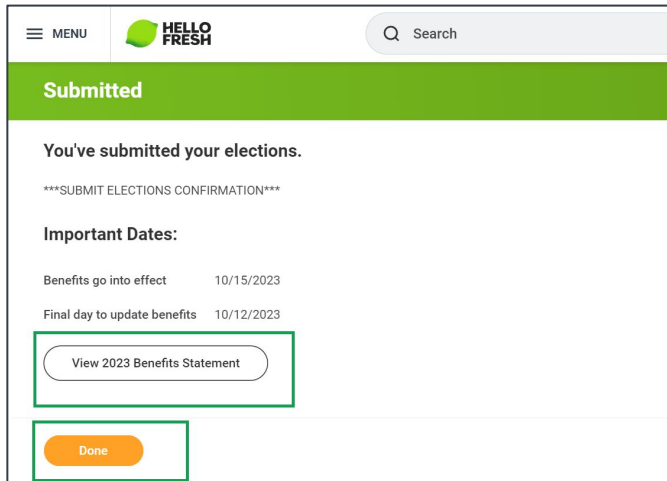 MENU
HELLO
FRESH
Search
Submitted
You've submitted your elections.
***SUBMIT ELECTIONS CONFIRMATION***
Important Dates:
Benefits go into effect 10/15/2023
Final day to update benefits 10/12/2023
View 2023 Benefits Statement
Done